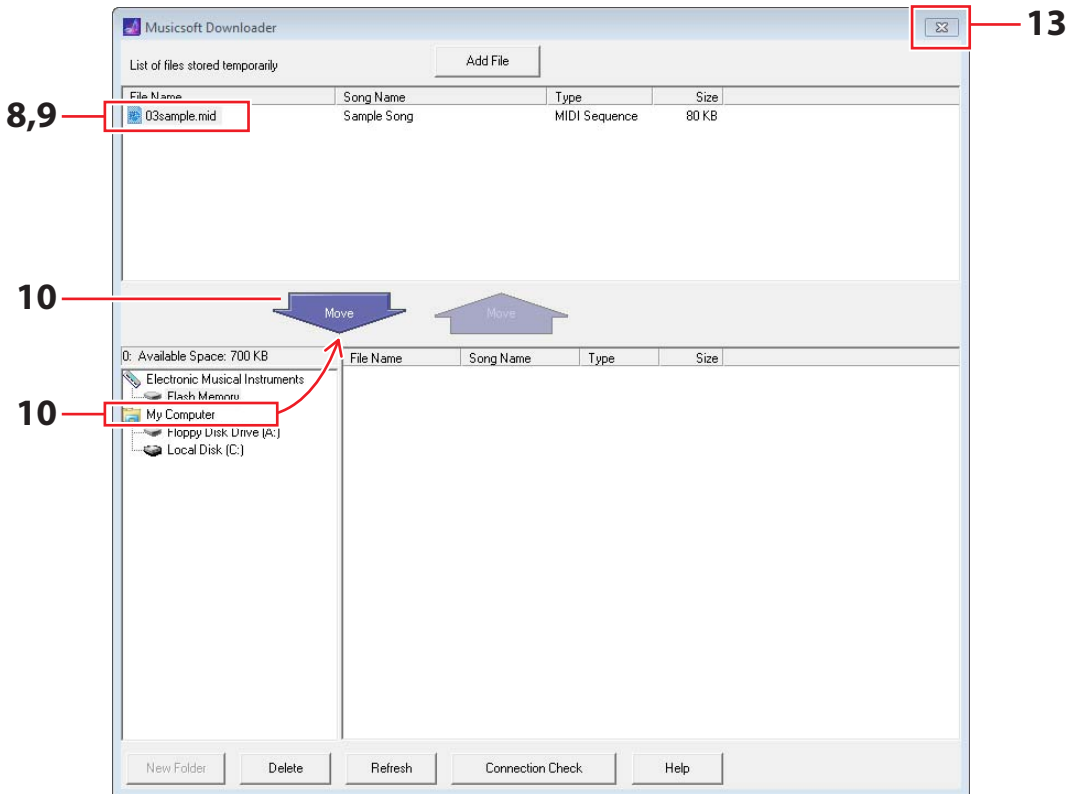 Musicsoft Downloader
13
List of files stored temporarily
Add File
File Name Song Name Type Size
8,9
03sample.mid Sample Song MIDI Sequence 80 KB
10
Move Move
0: Available Space: 700 KB
File Name Song Name Type Size
Electronic Musical Instruments
Flash Memory
10
My Computer
Floppy Disk Drive (A:)
Local Disk (C:)
New Folder Delete Refresh Connection Check Help